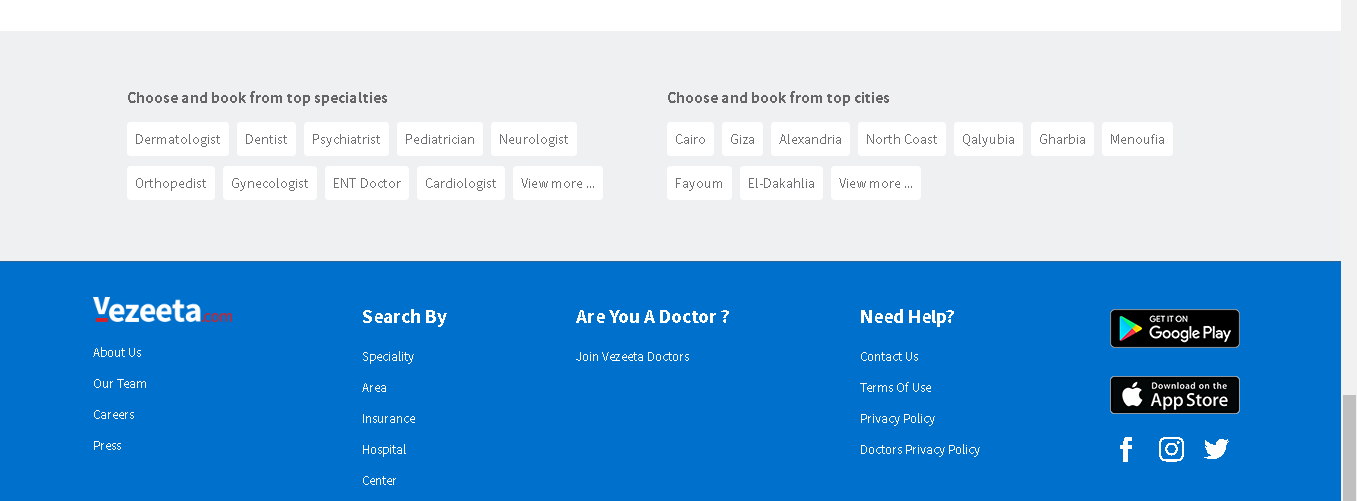 Choose and book from top specialties
Dermatologist Dentist Psychiatrist Pediatrician Neurologist
Orthopedist Gynecologist ENT Doctor Cardiologist View more ...
Choose and book from top cities
Cairo Giza Alexandria North Coast Qalyubia Gharbia Menoufia
Fayoum El-Dakahlia View more ...
Vezeeta.com
About Us
Our Team
Careers
Press
Search By
Speciality
Area
Insurance
Hospital
Center
Are You A Doctor ?
Join Vezeeta Doctors
Need Help?
Contact Us
Terms Of Use
Privacy Policy
Doctors Privacy Policy
GET IT ON
Google Play
Download on the
App Store